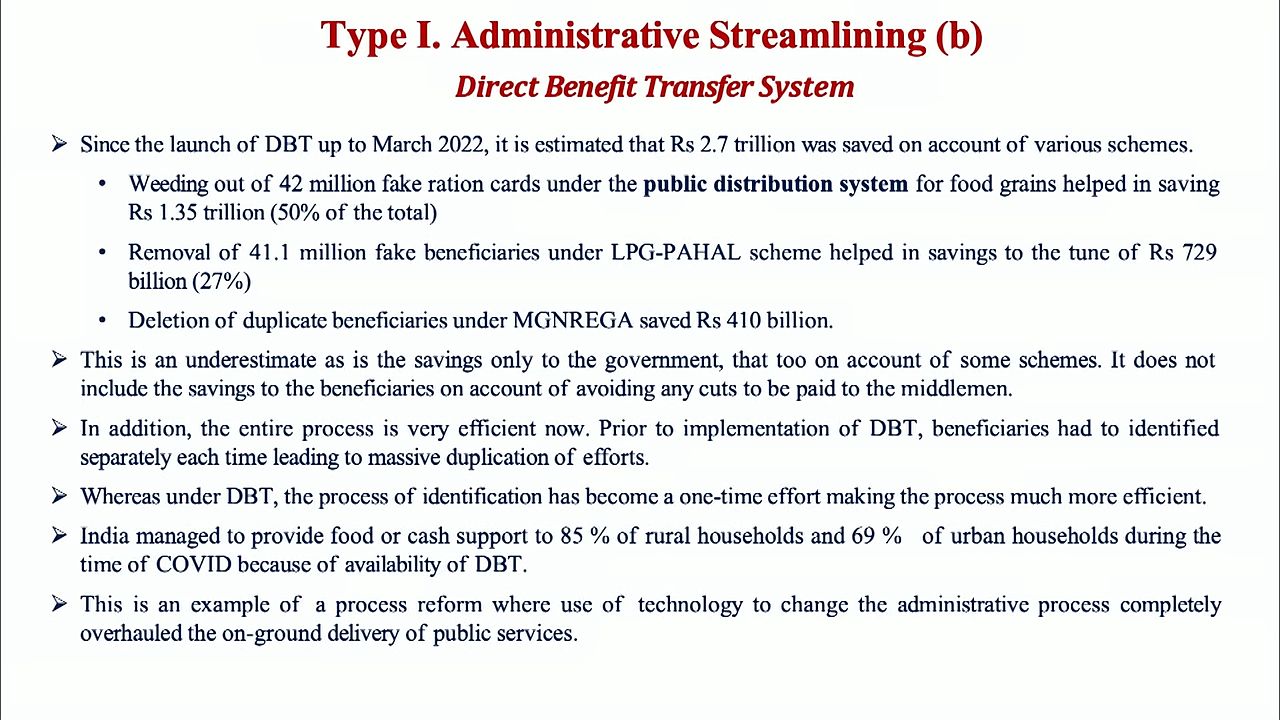 Type I. Administrative Streamlining (b)
Direct Benefit Transfer System
➢ Since the launch of DBT up to March 2022, it is estimated that Rs 2.7 trillion was saved on account of various schemes.
• Weeding out of 42 million fake ration cards under the public distribution system for food grains helped in saving
Rs 1.35 trillion (50% of the total)
• Removal of 41.1 million fake beneficiaries under LPG-PAHAL scheme helped in savings to the tune of Rs 729
billion (27%)
• Deletion of duplicate beneficiaries under MGNREGA saved Rs 410 billion.
➢ This is an underestimate as is the savings only to the government, that too on account of some schemes. It does not
include the savings to the beneficiaries on account of avoiding any cuts to be paid to the middlemen.
➢ In addition, the entire process is very efficient now. Prior to implementation of DBT, beneficiaries had to identified
separately each time leading to massive duplication of efforts.
➢ Whereas under DBT, the process of identification has become a one-time effort making the process much more efficient.
➢ India managed to provide food or cash support to 85 % of rural households and 69 % of urban households during the
time of COVID because of availability of DBT.
➢ This is an example of a process reform where use of technology to change the administrative process completely
overhauled the on-ground delivery of public services.